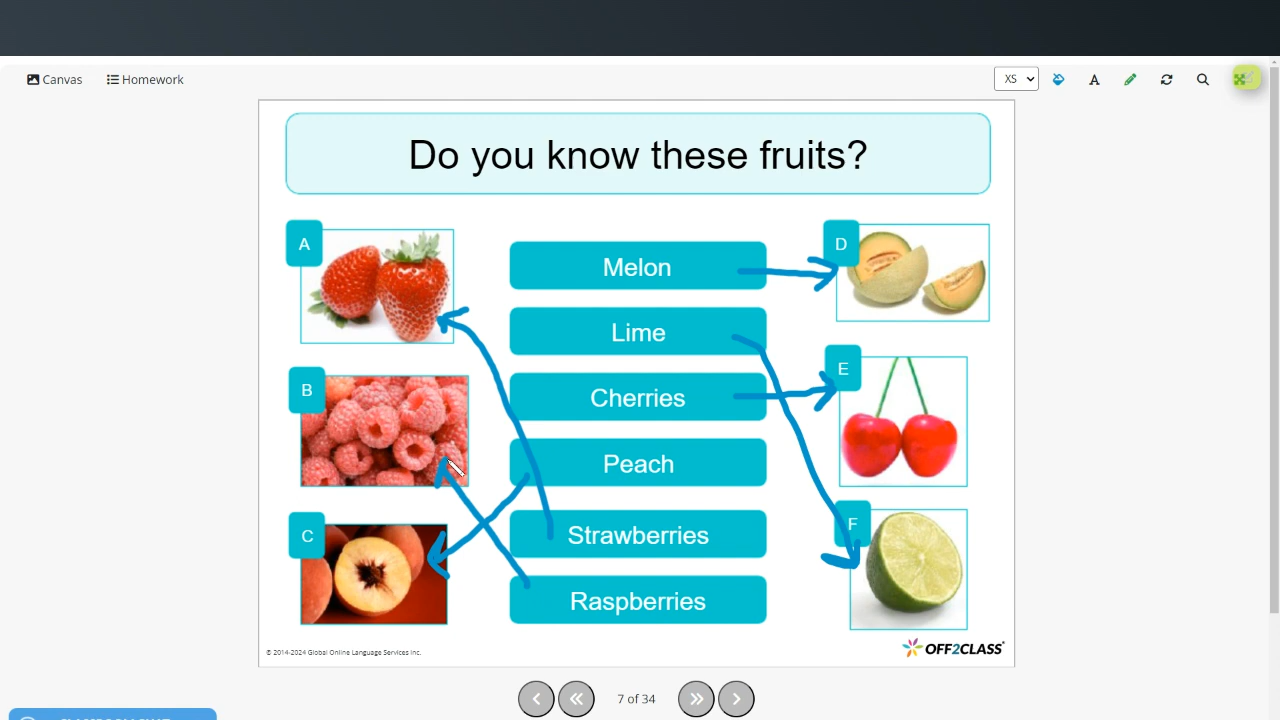 Canvas
Homework
XS
A
Do you know these fruits?
A
B
C
Melon
Lime
Cherries
Peach
Strawberries
Raspberries
D
E
F
© 2014-2024 Global Online Language Services Inc.
OFF2CLASS
7 of 34